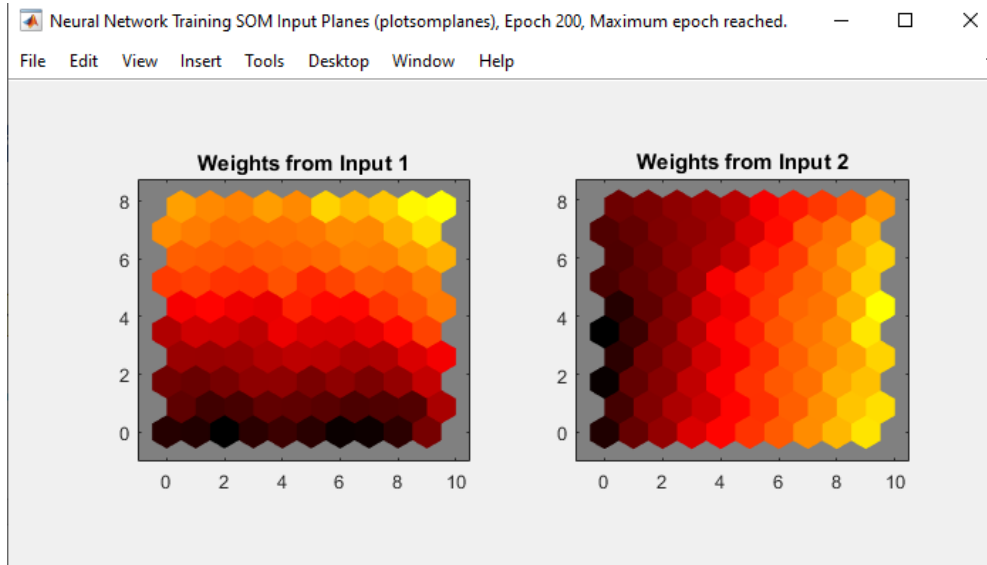 Neural Network Training SOM Input Planes (plotsomplanes), Epoch 200, Maximum epoch reached.
File Edit View Insert Tools Desktop Window Help
Weights from Input 1
8
6
4
2
0
0 2 4 6 8 10
Weights from Input 2
8
6
4
2
0
0 2 4 6 8 10